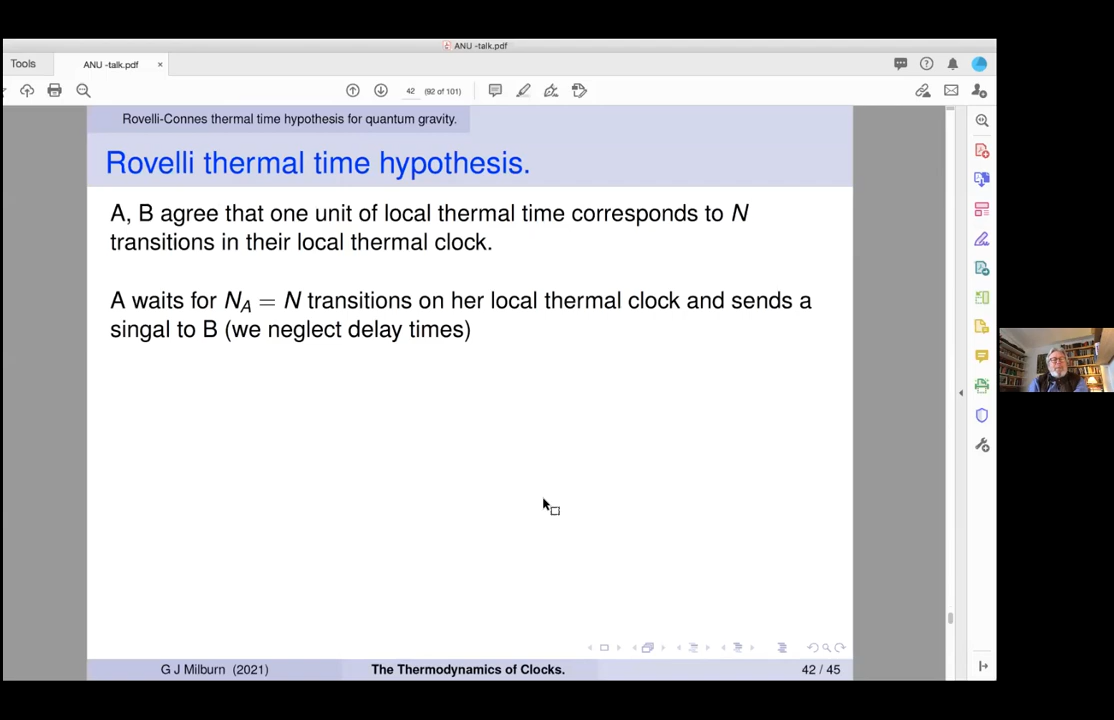 ANU -talk.pdf
Tools
ANU -talk.pdf ×
42 (92 of 101)
Rovelli-Connes thermal time hypothesis for quantum gravity.
Rovelli thermal time hypothesis.
A, B agree that one unit of local thermal time corresponds to N
transitions in their local thermal clock.
A waits for N_A = N transitions on her local thermal clock and sends a
singal to B (we neglect delay times)
G J Milburn (2021) The Thermodynamics of Clocks. 42 / 45